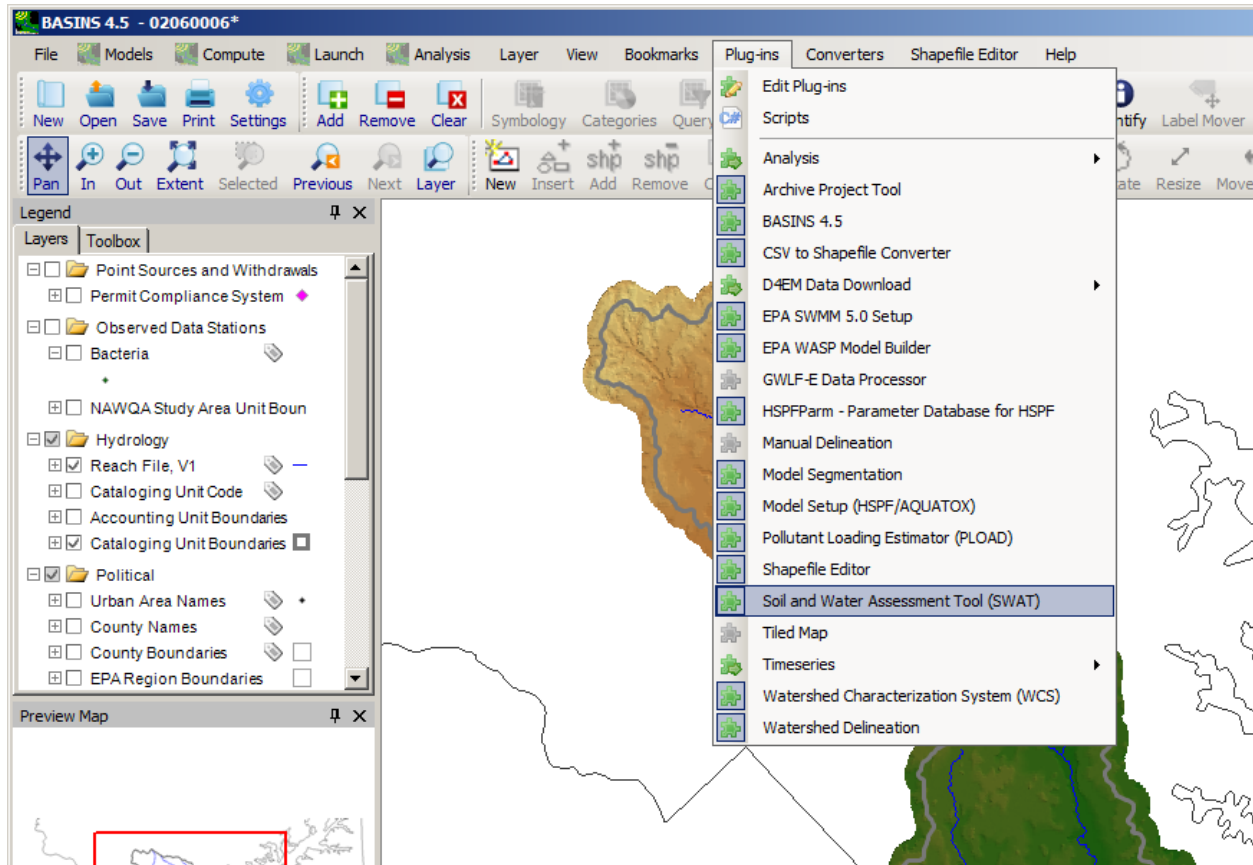 BASINS 4.5 - 02060006*
File Models Compute Launch Analysis Layer View Bookmarks Plug-ins Converters Shapefile Editor Help
New Open Save Print Settings Add Remove Clear Symbology Categories Label Mover
Pan In Out Extent Selected Previous Next Layer New Insert Add Remove Resize
Legend
Layers Toolbox
Point Sources and Withdrawals
Permit Compliance System
Observed Data Stations
Bacteria
NAWQA Study Area Unit Boun
Hydrology
Reach File, V1
Cataloging Unit Code
Accounting Unit Boundaries
Cataloging Unit Boundaries
Political
Urban Area Names
County Names
County Boundaries
EPA Region Boundaries
Preview Map
Edit Plug-ins
C#
Scripts
Analysis
Archive Project Tool
BASINS 4.5
CSV to Shapefile Converter
D4EM Data Download
EPA SWMM 5.0 Setup
EPA WASP Model Builder
GWLF-E Data Processor
HSPFParm - Parameter Database for HSPF
Manual Delineation
Model Segmentation
Model Setup (HSPF/AQUATOX)
Pollutant Loading Estimator (PLOAD)
Shapefile Editor
Soil and Water Assessment Tool (SWAT)
Tiled Map
Timeseries
Watershed Characterization System (WCS)
Watershed Delineation